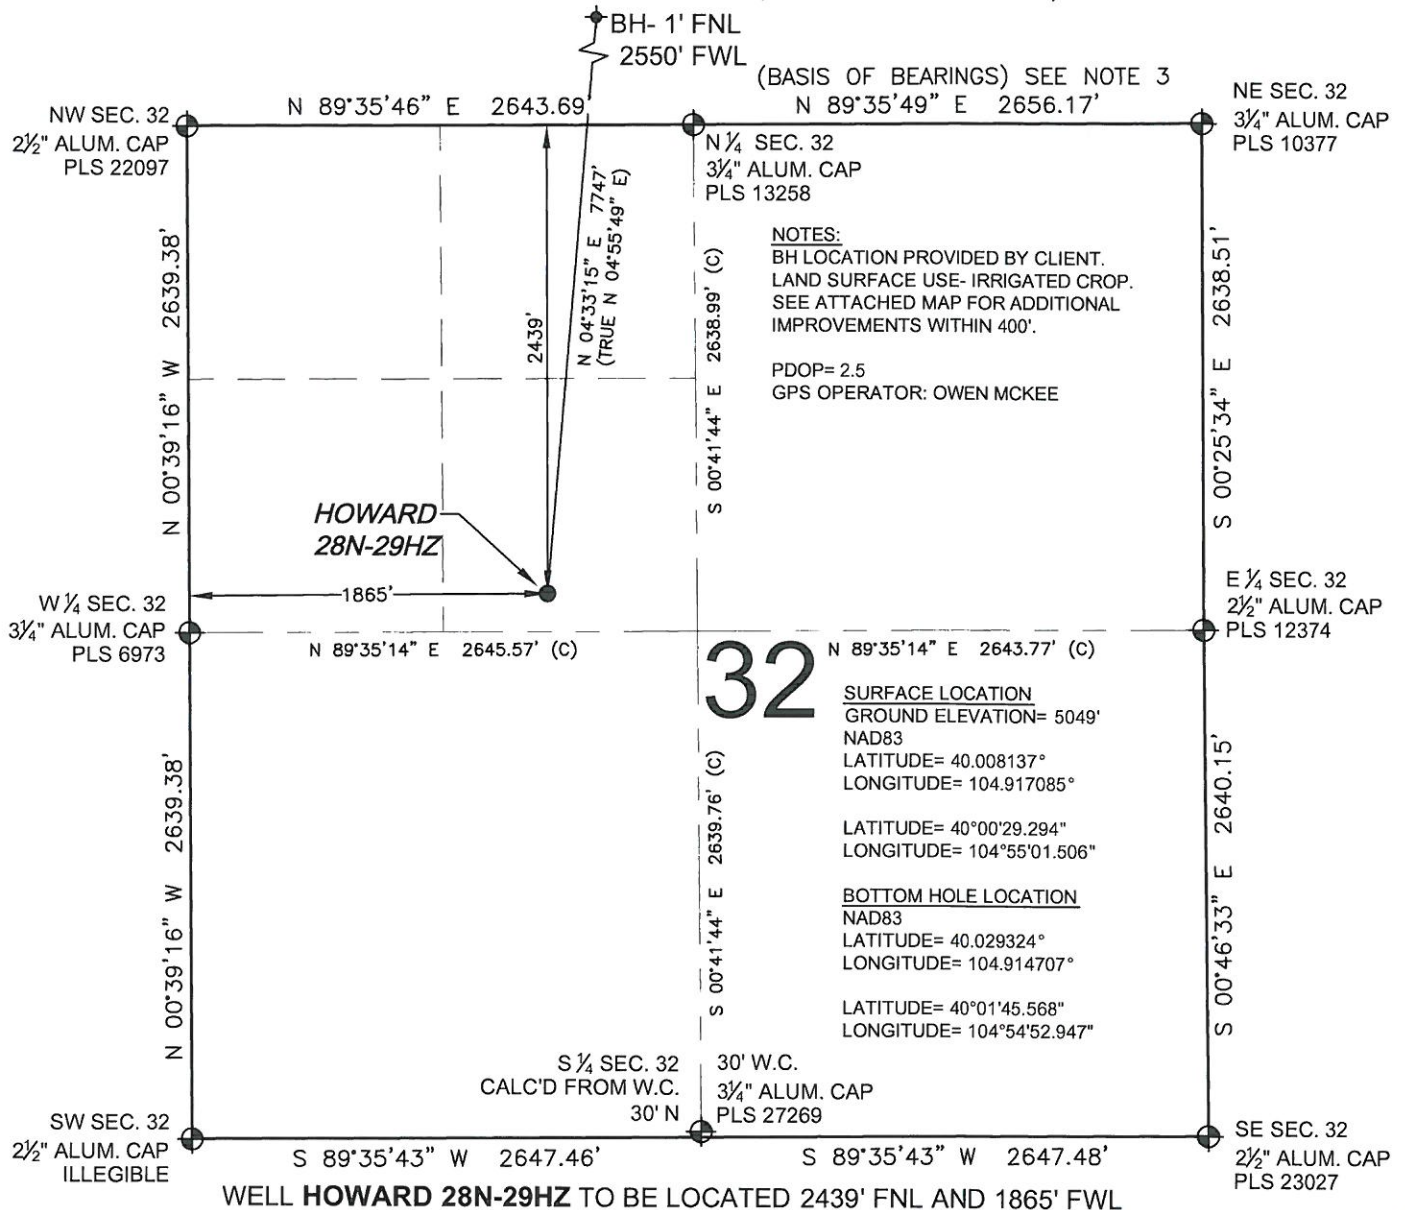 BH- 1' FNL
2550' FWL
(BASIS OF BEARINGS) SEE NOTE 3
N 89°35'46" E 2643.69'
N 89°35'49" E 2656.17'
NW SEC. 32
2½" ALUM. CAP
PLS 22097
N ¼ SEC. 32
3¼" ALUM. CAP
PLS 13258
NE SEC. 32
3¼" ALUM. CAP
PLS 10377
N 00°39'16" W 2639.38'
2439'
N 04°33'15" E 7747'
(TRUE N 04°55'49" E)
S 00°41'44" E 2638.99' (C)
NOTES:
BH LOCATION PROVIDED BY CLIENT.
LAND SURFACE USE- IRRIGATED CROP.
SEE ATTACHED MAP FOR ADDITIONAL
IMPROVEMENTS WITHIN 400'.
PDOP= 2.5
GPS OPERATOR: OWEN MCKEE
S 00°25'34" E 2638.51'
HOWARD
28N-29HZ
1865'
W ¼ SEC. 32
3¼" ALUM. CAP
PLS 6973
E ¼ SEC. 32
2½" ALUM. CAP
PLS 12374
N 89°35'14" E 2645.57' (C)
32
N 89°35'14" E 2643.77' (C)
SURFACE LOCATION
GROUND ELEVATION= 5049'
NAD83
LATITUDE= 40.008137°
LONGITUDE= 104.917085°
LATITUDE= 40°00'29.294"
LONGITUDE= 104°55'01.506"
BOTTOM HOLE LOCATION
NAD83
LATITUDE= 40.029324°
LONGITUDE= 104.914707°
LATITUDE= 40°01'45.568"
LONGITUDE= 104°54'52.947"
N 00°39'16" W 2639.38'
S 00°41'44" E 2639.76' (C)
S 00°46'33" E 2640.15'
S ¼ SEC. 32
CALC'D FROM W.C.
30' N
30' W.C.
3¼" ALUM. CAP
PLS 27269
SW SEC. 32
2½" ALUM. CAP
ILLEGIBLE
SE SEC. 32
2½" ALUM. CAP
PLS 23027
S 89°35'43" W 2647.46'
S 89°35'43" W 2647.48'
WELL HOWARD 28N-29HZ TO BE LOCATED 2439' FNL AND 1865' FWL